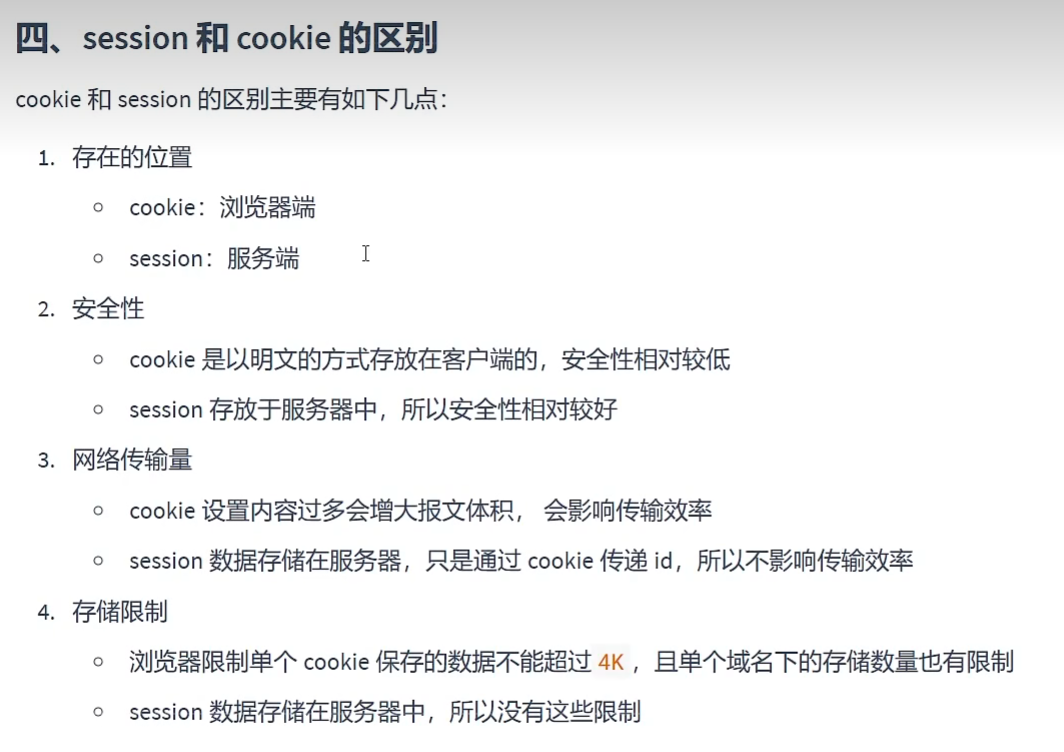 四、session 和 cookie 的区别
cookie 和 session 的区别主要有如下几点：
1. 存在的位置
cookie：浏览器端
session：服务端
2. 安全性
cookie 是以明文的方式存放在客户端的，安全性相对较低
session 存放于服务器中，所以安全性相对较好
3. 网络传输量
cookie 设置内容过多会增大报文体积， 会影响传输效率
session 数据存储在服务器，只是通过 cookie 传递 id，所以不影响传输效率
4. 存储限制
浏览器限制单个 cookie 保存的数据不能超过 4K ，且单个域名下的存储数量也有限制
session 数据存储在服务器中，所以没有这些限制